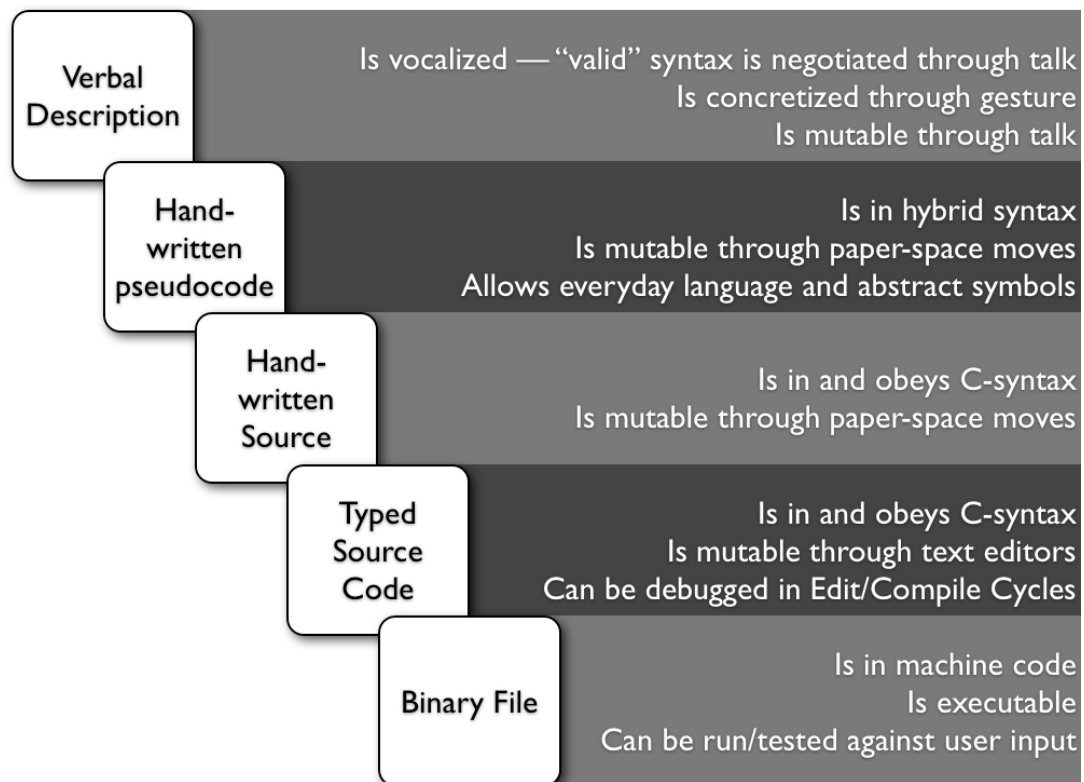 Verbal
Description
Is vocalized — “valid” syntax is negotiated through talk
Is concretized through gesture
Is mutable through talk
Hand-
written
pseudocode
Is in hybrid syntax
Is mutable through paper-space moves
Allows everyday language and abstract symbols
Hand-
written
Source
Is in and obeys C-syntax
Is mutable through paper-space moves
Typed
Source
Code
Is in and obeys C-syntax
Is mutable through text editors
Can be debugged in Edit/Compile Cycles
Binary File
Is in machine code
Is executable
Can be run/tested against user input